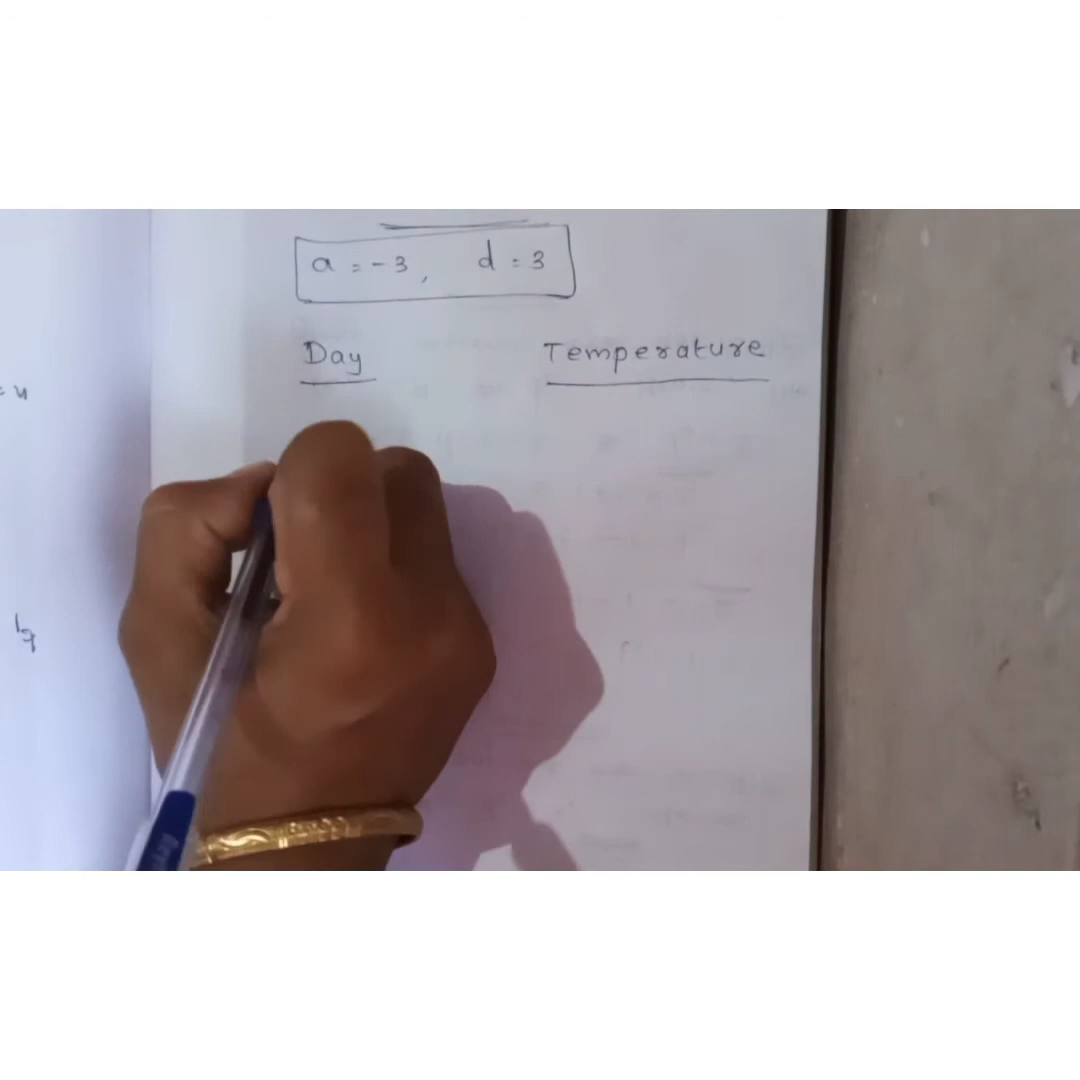 a = -3, d = 3
Day Temperature